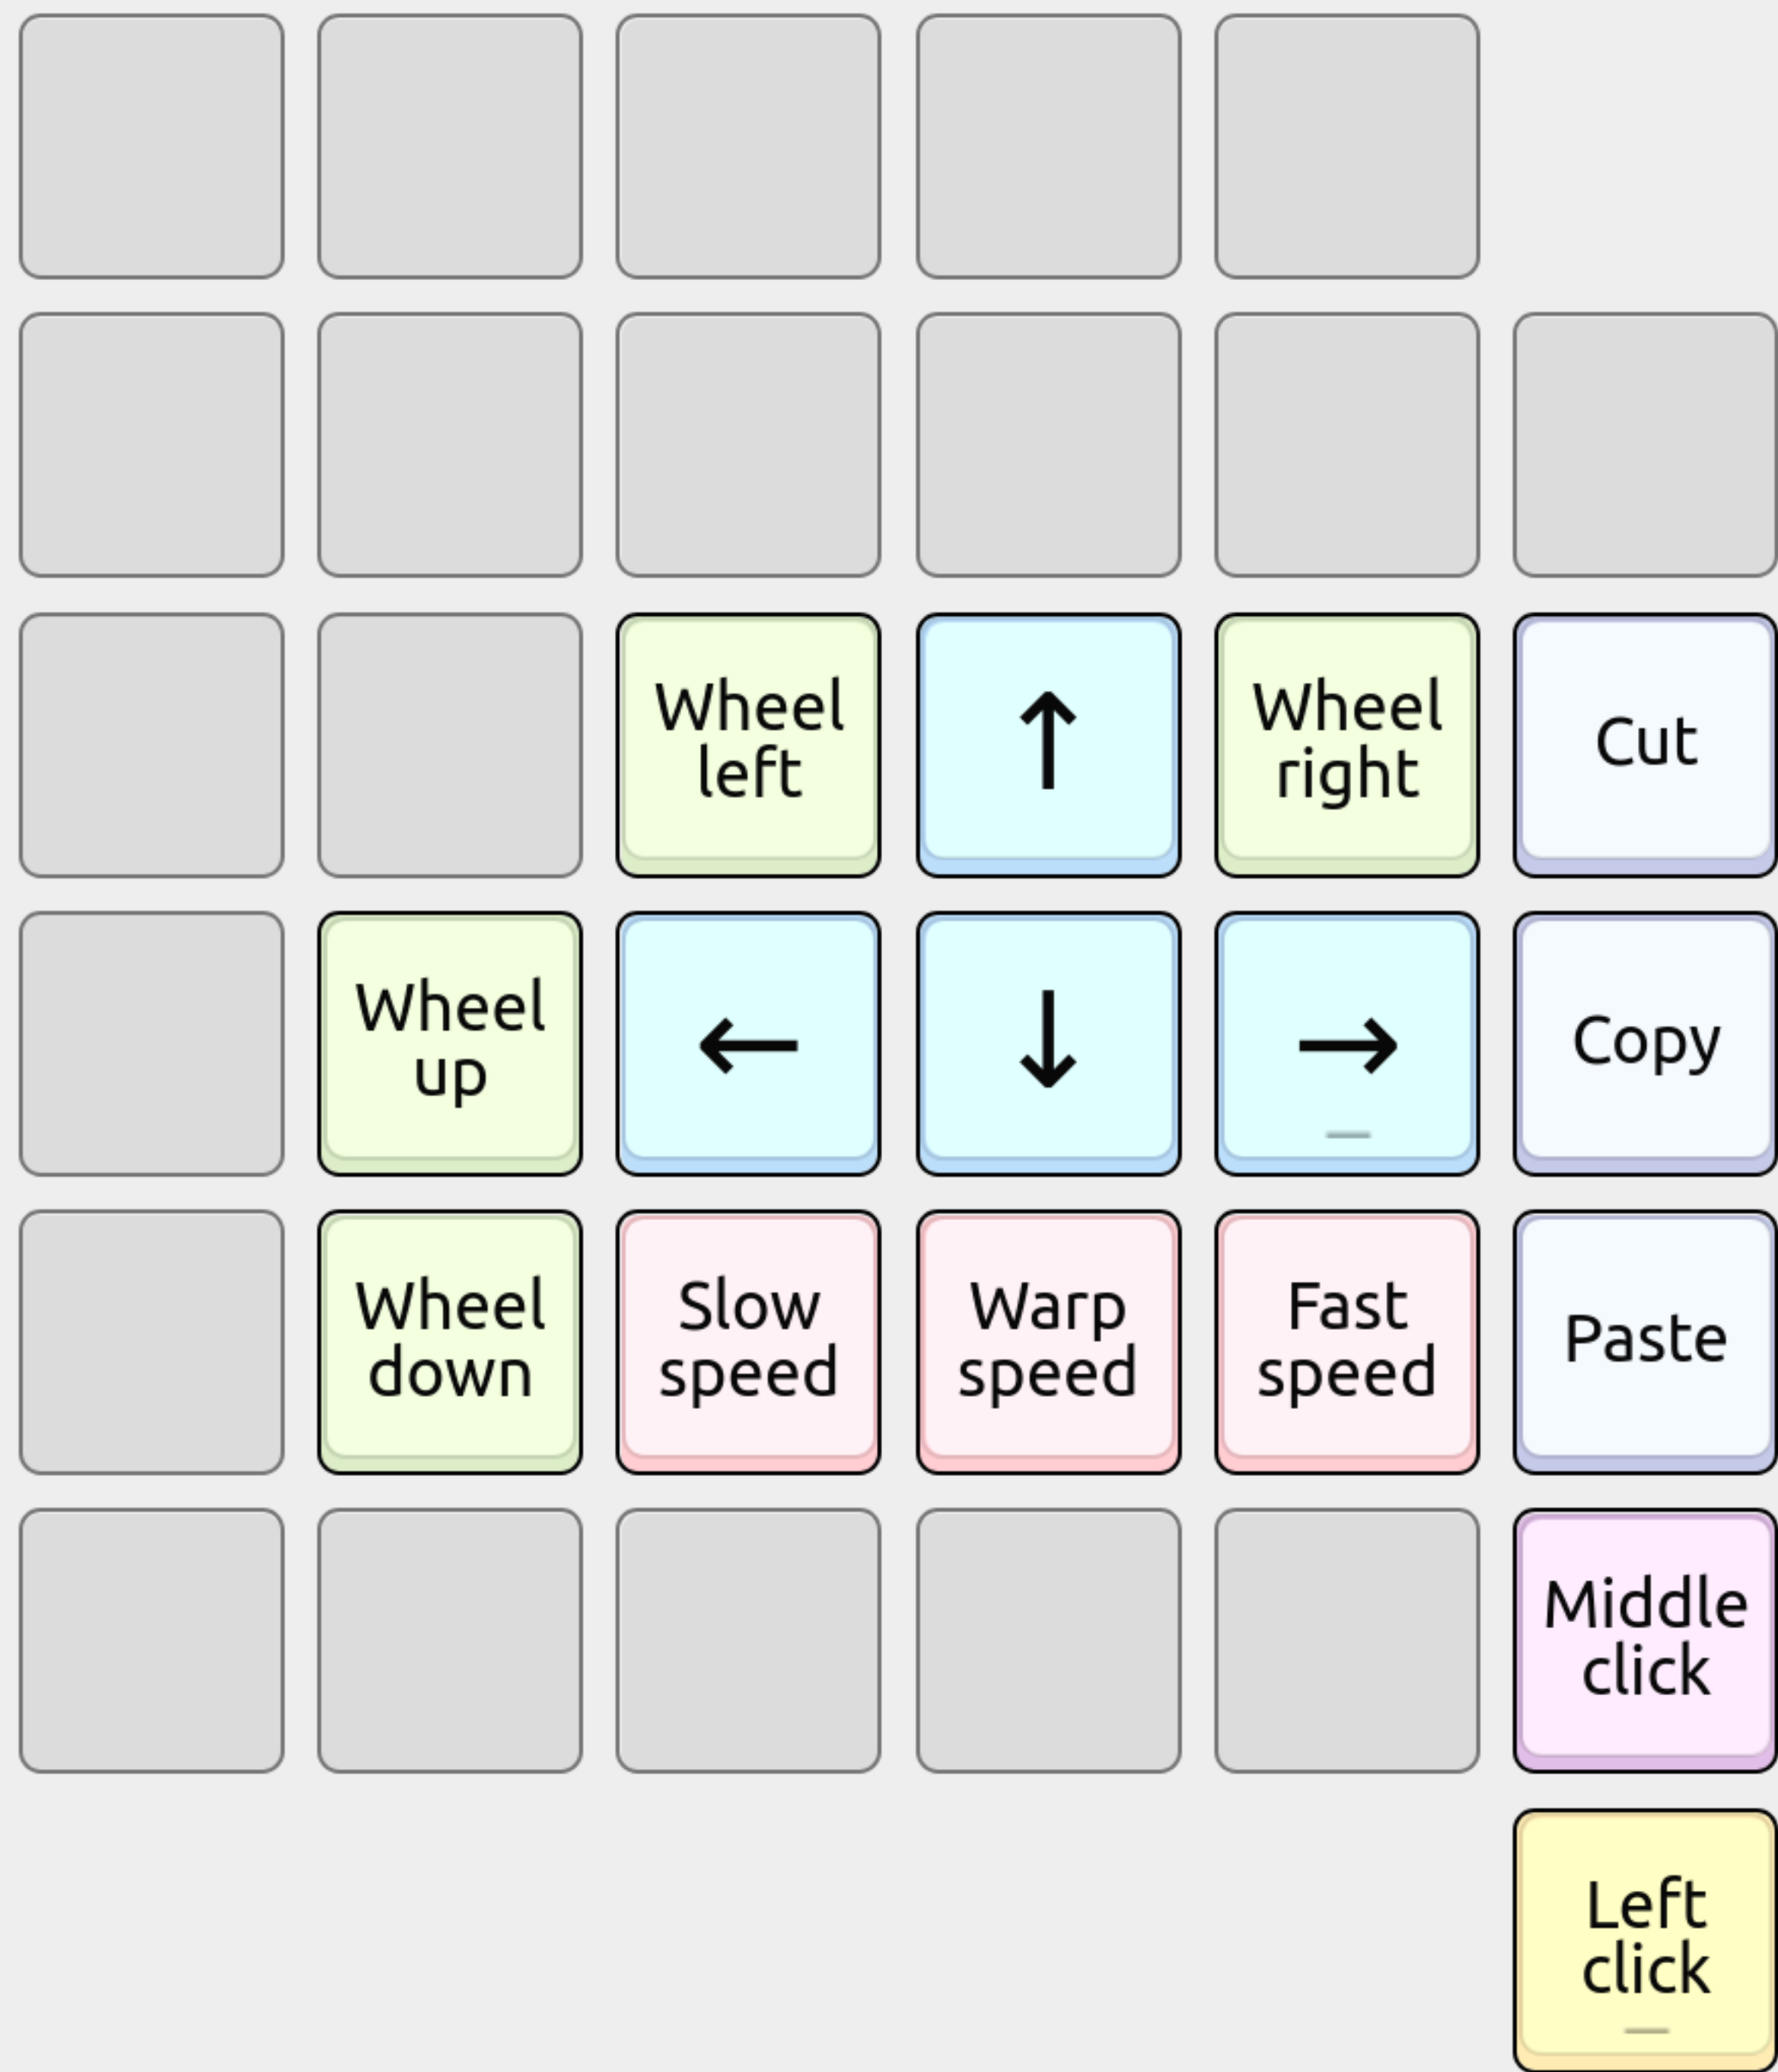 Wheel
left
↑
Wheel
right
Cut
Wheel
up
←
↓
→
Copy
Wheel
down
Slow
speed
Warp
speed
Fast
speed
Paste
Middle
click
Left
click